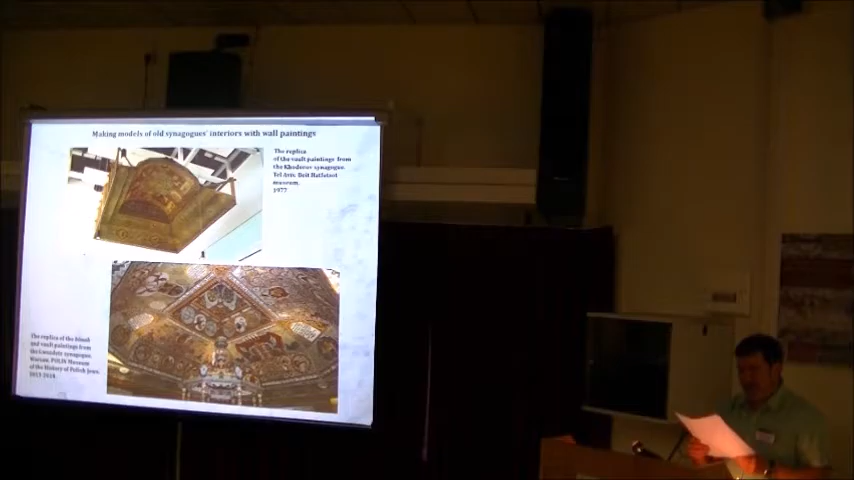 Making models of old synagogues' interiors with wall paintings
The replica
of the vault paintings from
the Khodorov synagogue.
Tel Aviv. Beit Hatfutsot
museum.
1977
The replica of the bimah
and vault paintings from
the Gwozdziec synagogue.
Warsaw. POLIN Museum
of the History of Polish Jews.